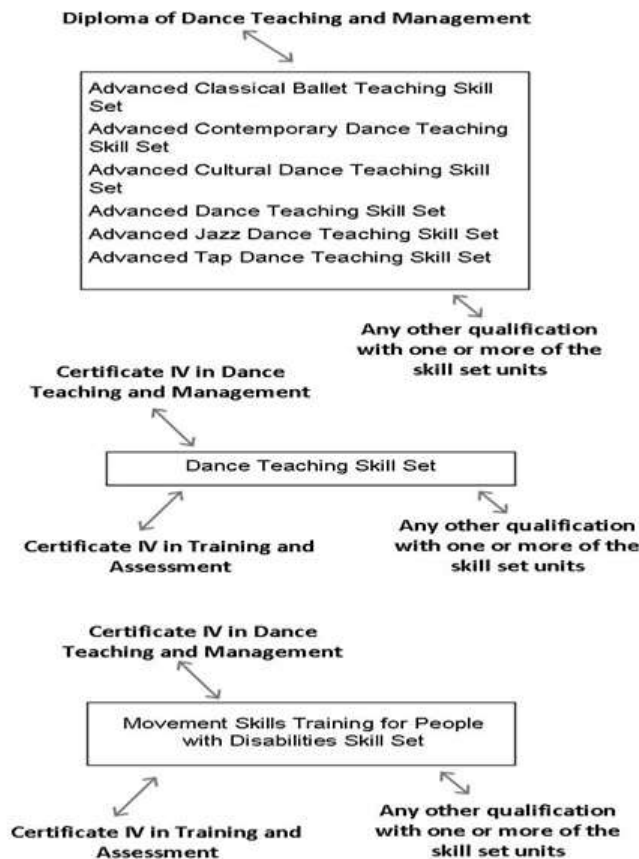 Diploma of Dance Teaching and Management
Advanced Classical Ballet Teaching Skill
Set
Advanced Contemporary Dance Teaching
Skill Set
Advanced Cultural Dance Teaching Skill
Set
Advanced Dance Teaching Skill Set
Advanced Jazz Dance Teaching Skill Set
Advanced Tap Dance Teaching Skill Set
Any other qualification
with one or more of the
skill set units
Certificate IV in Dance
Teaching and Management
Dance Teaching Skill Set
Certificate IV in Training and
Assessment
Any other qualification
with one or more of the
skill set units
Certificate IV in Dance
Teaching and Management
Movement Skills Training for People
with Disabilities Skill Set
Certificate IV in Training and
Assessment
Any other qualification
with one or more of the
skill set units